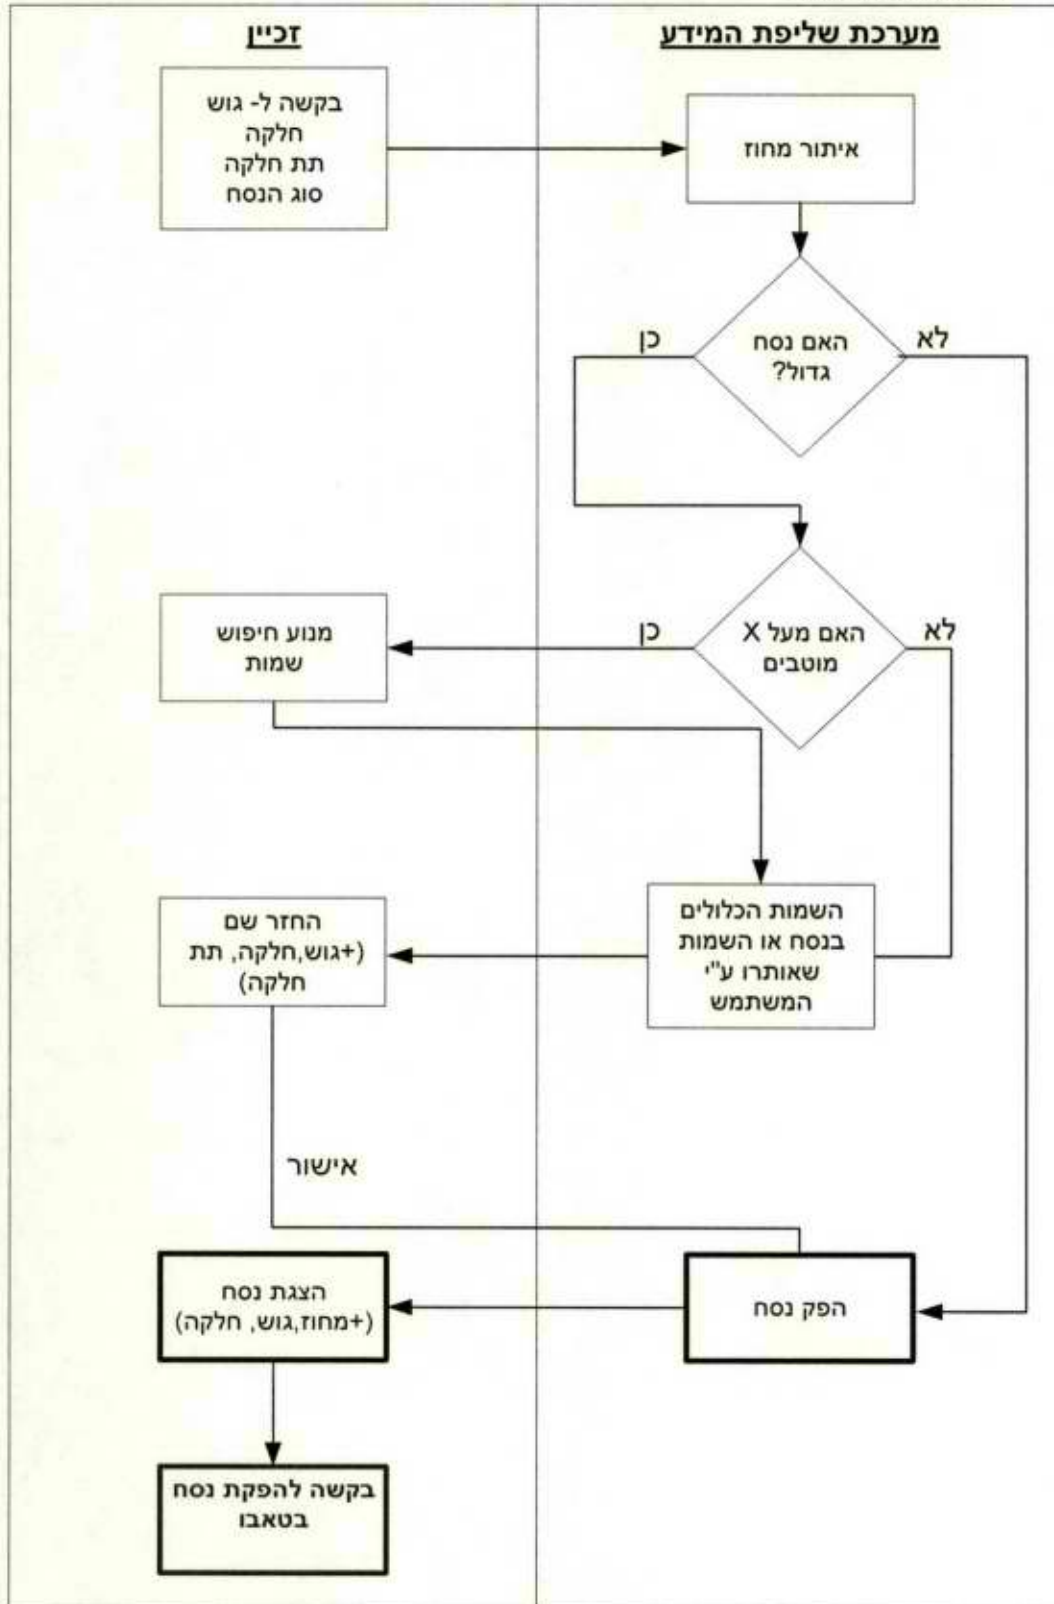 מערכת שליפת המידע
זכיין
בקשה ל- גוש
חלקה
תת חלקה
סוג הנסח
איתור מחוז
האם נסח
גדול?
כן
לא
האם מעל X
מוטבים
כן
לא
מנוע חיפוש
שמות
השמות הכלולים
בנסח או השמות
שאותרו ע"י
המשתמש
החזר שם
(+גוש,חלקה, תת
חלקה)
אישור
הפק נסח
הצגת נסח
(+מחוז,גוש, חלקה)
בקשה להפקת נסח
בטאבו